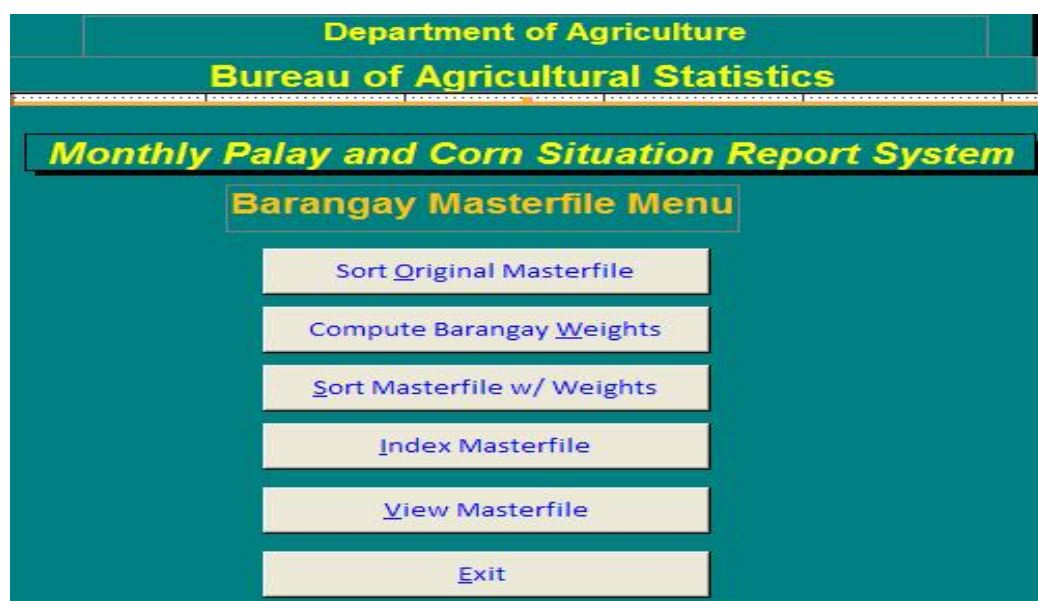 Department of Agriculture
Bureau of Agricultural Statistics
Monthly Palay and Corn Situation Report System
Barangay Masterfile Menu
Sort Original Masterfile
Compute Barangay Weights
Sort Masterfile w/ Weights
Index Masterfile
View Masterfile
Exit